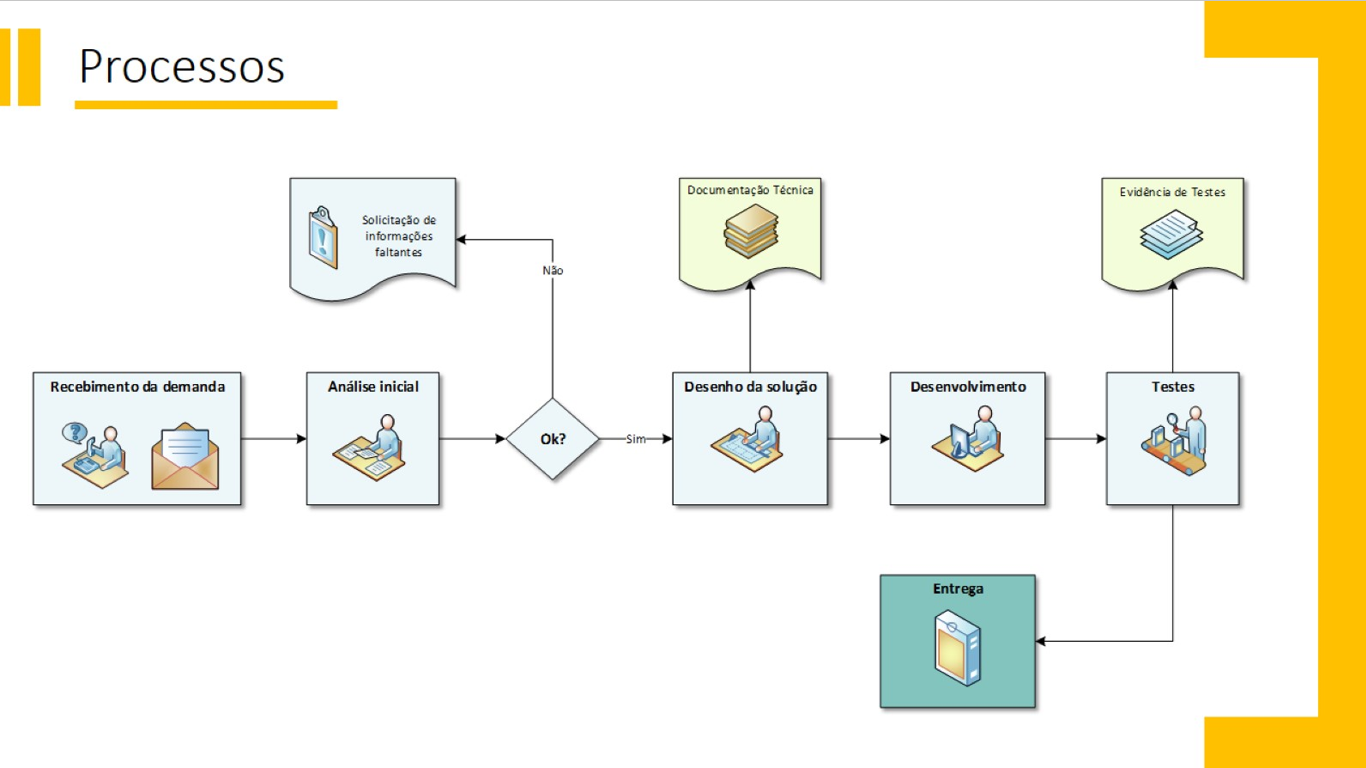 Processos
Solicitação de
informações
faltantes
Não
Documentação Técnica
Evidência de Testes
Recebimento da demanda
Análise inicial
Ok?
Sim
Desenho da solução
Desenvolvimento
Testes
Entrega